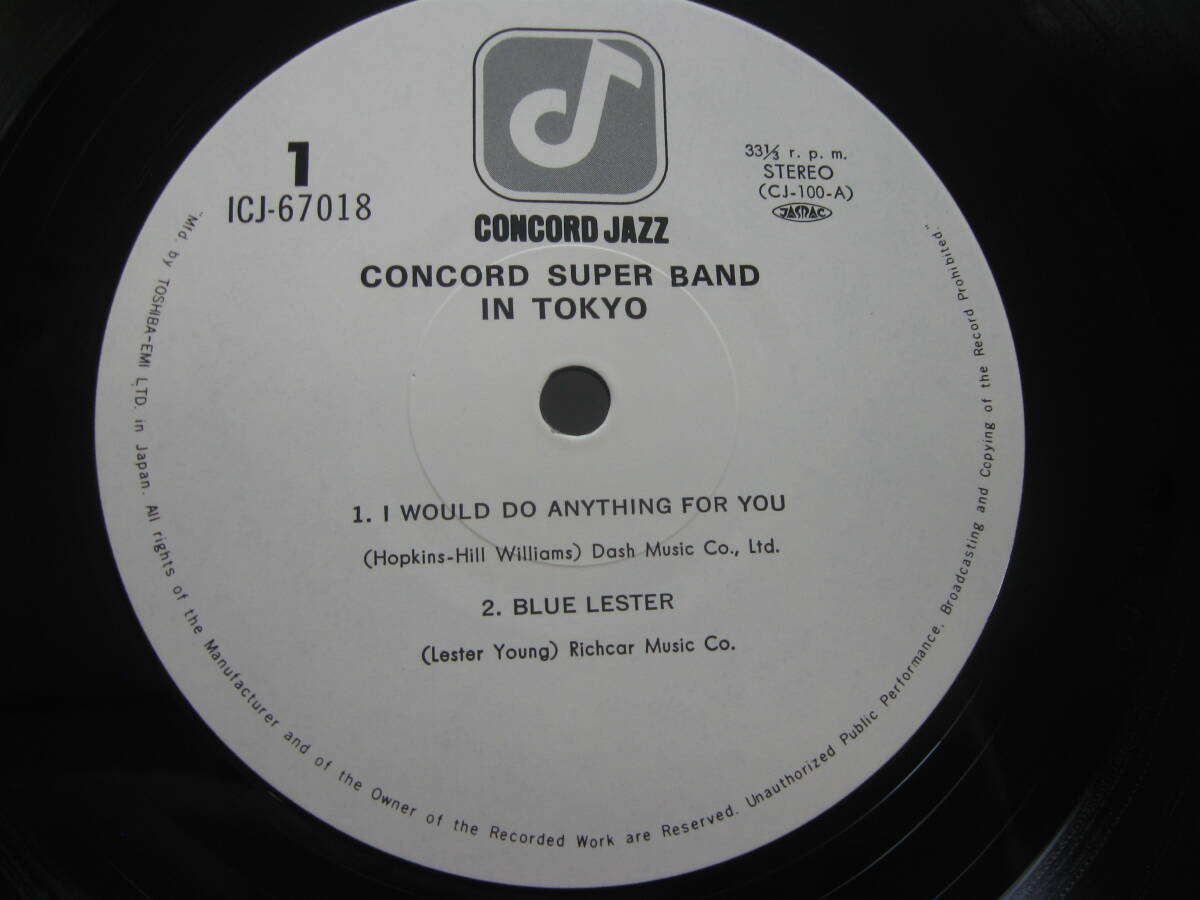 1
ICJ-67018
CONCORD JAZZ
33⅓ r. p. m.
STEREO
(CJ-100-A)
JASRAC
CONCORD SUPER BAND
IN TOKYO
1. I WOULD DO ANYTHING FOR YOU
(Hopkins-Hill Williams) Dash Music Co., Ltd.
2. BLUE LESTER
(Lester Young) Richcar Music Co.
"Mfd. by TOSHIBA-EMI LTD. in Japan. All rights of the Manufacturer and of the Owner of the Recorded Work are Reserved. Unauthorized Public Performance. Broadcasting and Copying of the Record Prohibited."